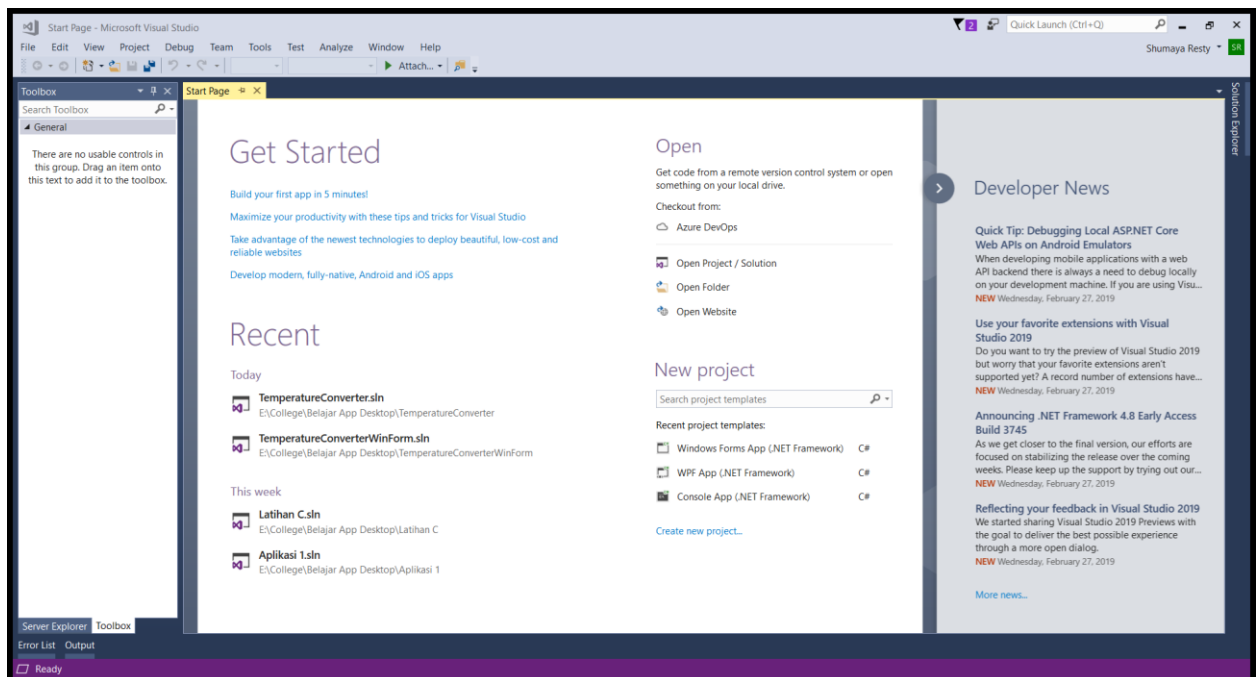 Start Page - Microsoft Visual Studio
2
Quick Launch (Ctrl+Q)
File Edit View Project Debug Team Tools Test Analyze Window Help
Shumaya Resty
SR
Attach...
Toolbox
Search Toolbox
General
There are no usable controls in
this group. Drag an item onto
this text to add it to the toolbox.
Server Explorer Toolbox
Start Page
Get Started
Build your first app in 5 minutes!
Maximize your productivity with these tips and tricks for Visual Studio
Take advantage of the newest technologies to deploy beautiful, low-cost and
reliable websites
Develop modern, fully-native, Android and iOS apps
Recent
Today
TemperatureConverter.sln
E:\College\Belajar App Desktop\TemperatureConverter
TemperatureConverterWinForm.sln
E:\College\Belajar App Desktop\TemperatureConverterWinForm
This week
Latihan C.sln
E:\College\Belajar App Desktop\Latihan C
Aplikasi 1.sln
E:\College\Belajar App Desktop\Aplikasi 1
Open
Get code from a remote version control system or open
something on your local drive.
Checkout from:
Azure DevOps
Open Project / Solution
Open Folder
Open Website
New project
Search project templates
Recent project templates:
Windows Forms App (.NET Framework) C#
WPF App (.NET Framework) C#
Console App (.NET Framework) C#
Create new project...
Developer News
Quick Tip: Debugging Local ASP.NET Core
Web APIs on Android Emulators
When developing mobile applications with a web
API backend there is always a need to debug locally
on your development machine. If you are using Visu...
NEW Wednesday, February 27, 2019
Use your favorite extensions with Visual
Studio 2019
Do you want to try the preview of Visual Studio 2019
but worry that your favorite extensions aren't
supported yet? A record number of extensions have...
NEW Wednesday, February 27, 2019
Announcing .NET Framework 4.8 Early Access
Build 3745
As we get closer to the final version, our efforts are
focused on stabilizing the release over the coming
weeks. Please keep up the support by trying out our...
NEW Wednesday, February 27, 2019
Reflecting your feedback in Visual Studio 2019
We started sharing Visual Studio 2019 Previews with
the goal to deliver the best possible experience
through a more open dialog.
NEW Wednesday, February 27, 2019
More news...
Solution Explorer
Error List Output
Ready